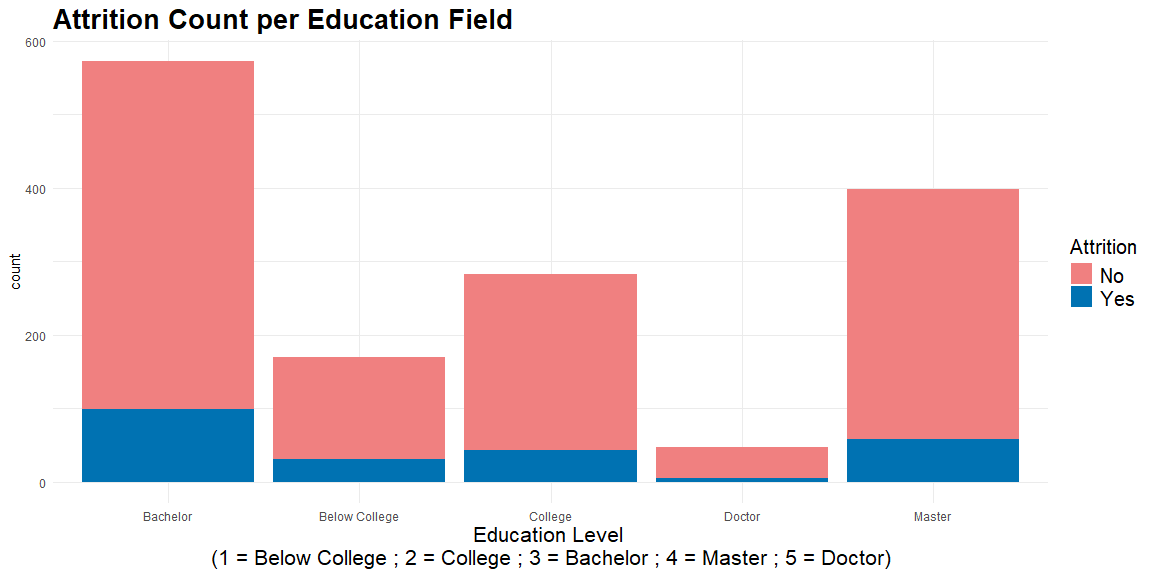 Attrition Count per Education Field
600
400
200
0
count
Bachelor
Below College
College
Doctor
Master
Education Level
(1 = Below College ; 2 = College ; 3 = Bachelor ; 4 = Master ; 5 = Doctor)
Attrition
No
Yes